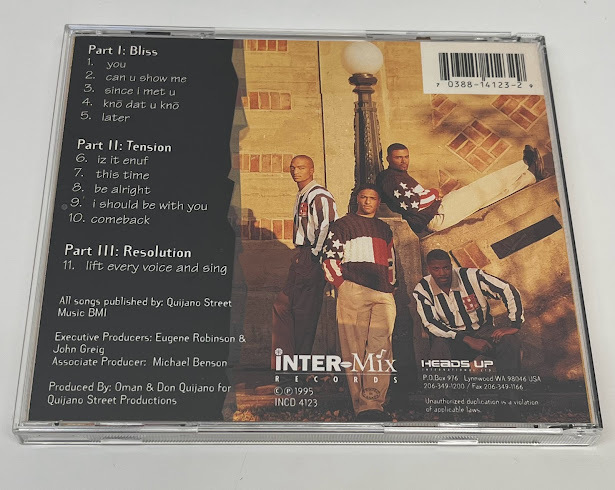 Part I: Bliss
1. you
2. can u show me
3. since i met u
4. knō dat u knō
5. later
Part II: Tension
6. iz it enuf
7. this time
8. be alright
9. i should be with you
10. comeback
Part III: Resolution
11. lift every voice and sing
All songs published by: Quijano Street
Music BMI
Executive Producers: Eugene Robinson &
John Greig
Associate Producer: Michael Benson
Produced By: Oman & Don Quijano for
Quijano Street Productions
7 0388-14123-2 9
INTER-Mix
RECORDS
©℗1995
INCD 4123
HEADS UP
INTERNATIONAL LTD.
P.O.Box 976 Lynnwood WA 98046 USA
206-349-1200 / Fax 206-349-1166
Unauthorized duplication is a violation
of applicable laws.